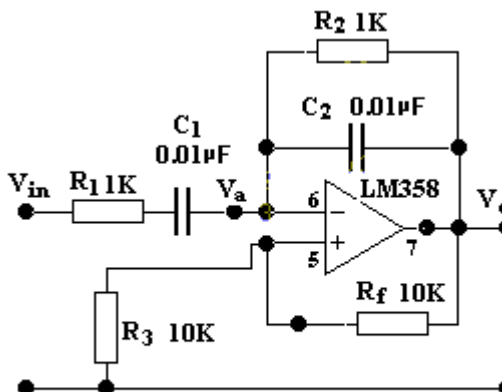 R2 1K
C2 0.01µF
C1
0.01µF
Vin
R1 1K
Va
LM358
6
−
V
+
5
7
Rf 10K
R3 10K